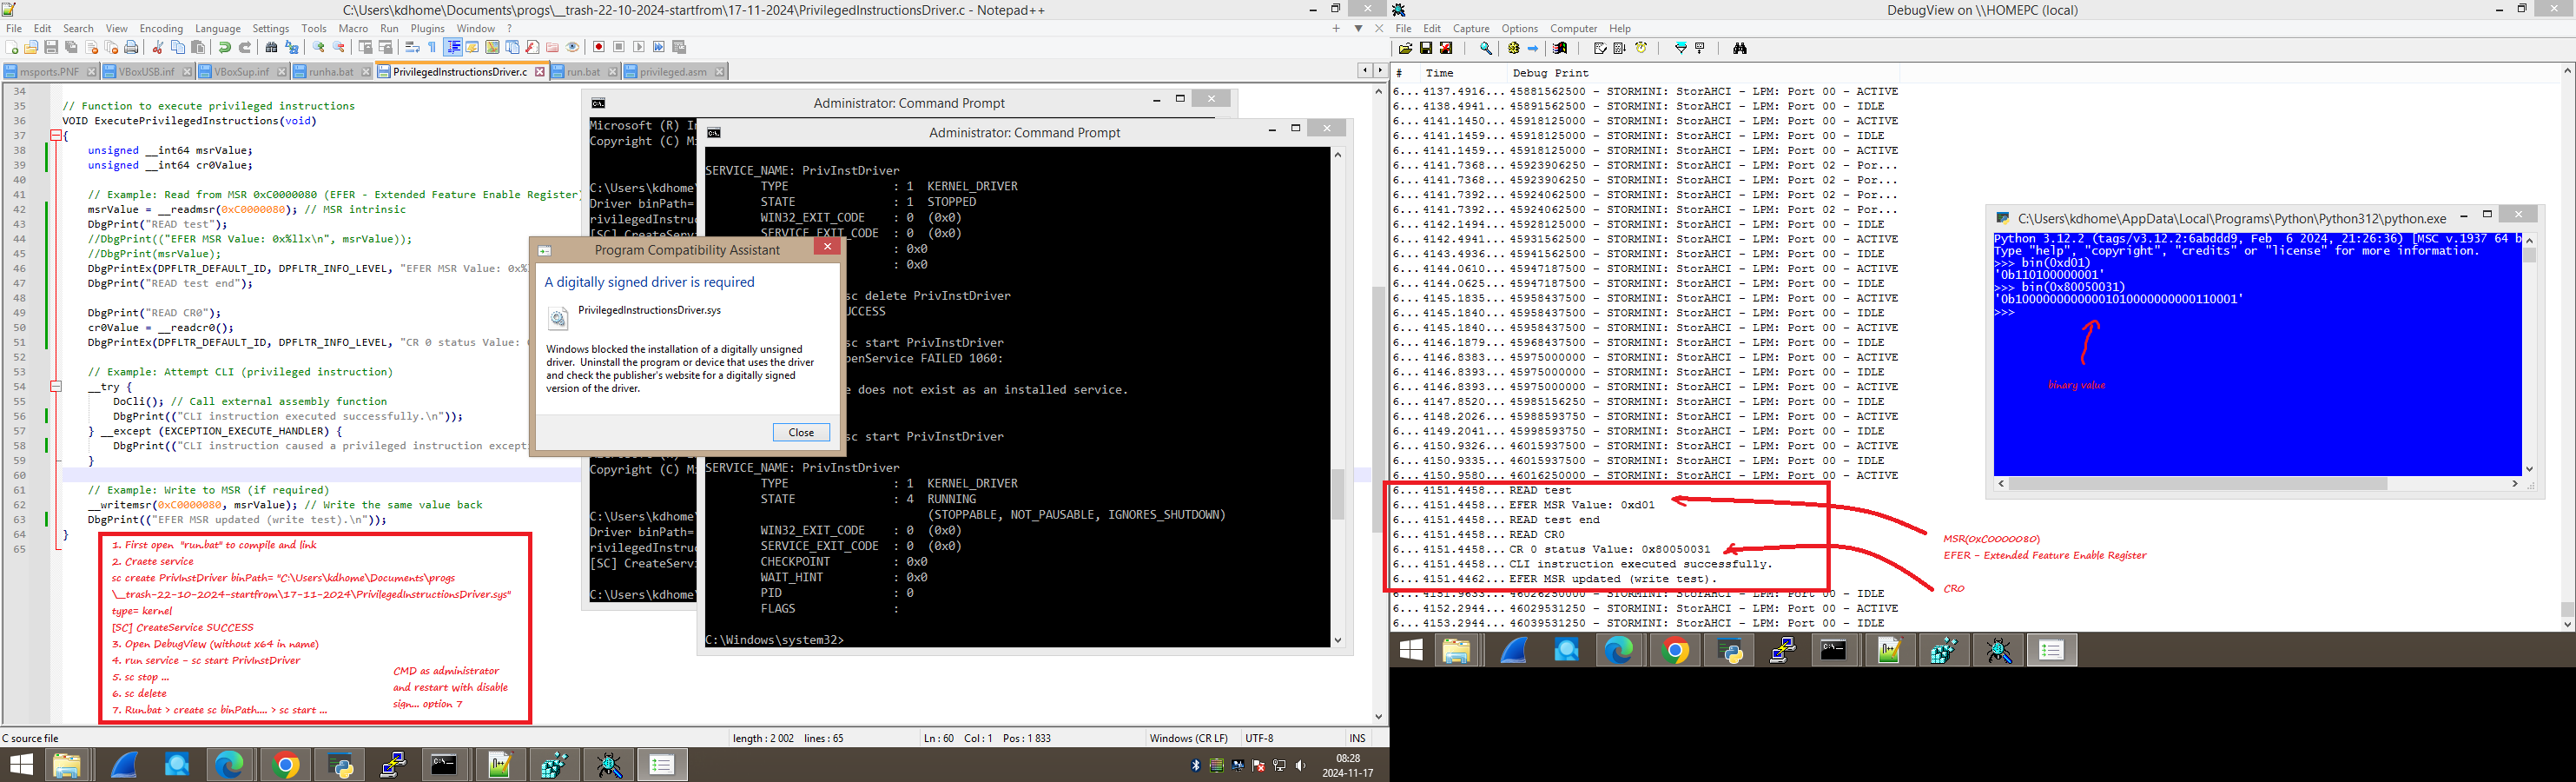 C:\Users\kdhome\Documents\progs\__trash-22-10-2024-startfrom\17-11-2024\PrivilegedInstructionsDriver.c - Notepad++
File Edit Search View Encoding Language Settings Tools Macro Run Plugins Window ?
msports.PNF VBoxUSB.inf VBoxSup.inf runha.bat PrivilegedInstructionsDriver.c run.bat privileged.asm
34
35 // Function to execute privileged instructions
36 VOID ExecutePrivilegedInstructions(void)
37 {
38 unsigned __int64 msrValue;
39 unsigned __int64 cr0Value;
40
41 // Example: Read from MSR 0xC0000080 (EFER - Extended Feature Enable Register)
42 msrValue = __readmsr(0xC0000080); // MSR intrinsic
43 DbgPrint("READ test");
44 //DbgPrint(("EFER MSR Value: 0x%llx\n", msrValue));
45 //DbgPrint(msrValue);
46 DbgPrintEx(DPFLTR_DEFAULT_ID, DPFLTR_INFO_LEVEL, "EFER MSR Value: 0x%
47 DbgPrint("READ test end");
48
49 DbgPrint("READ CR0");
50 cr0Value = __readcr0();
51 DbgPrintEx(DPFLTR_DEFAULT_ID, DPFLTR_INFO_LEVEL, "CR 0 status Value:
52
53 // Example: Attempt CLI (privileged instruction)
54 __try {
55 DoCli(); // Call external assembly function
56 DbgPrint(("CLI instruction executed successfully.\n"));
57 } __except (EXCEPTION_EXECUTE_HANDLER) {
58 DbgPrint(("CLI instruction caused a privileged instruction excepti
59 }
60
61 // Example: Write to MSR (if required)
62 __writemsr(0xC0000080, msrValue); // Write the same value back
63 DbgPrint(("EFER MSR updated (write test).\n"));
64 }
65
1. First open "run.bat" to compile and link
2. Craete service
sc create PrivInstDriver binPath= "C:\Users\kdhome\Documents\progs
\__trash-22-10-2024-startfrom\17-11-2024\PrivilegedInstructionsDriver.sys"
type= kernel
[SC] CreateService SUCCESS
3. Open DebugView (without x64 in name)
4. run service - sc start PrivInstDriver
5. sc stop ...
6. sc delete
7. Run.bat > create sc binPath.... > sc start ...
CMD as administrator
and restart with disable
sign... option 7
C source file length : 2 002 lines : 65 Ln : 60 Col : 1 Pos : 1 833 Windows (CR LF) UTF-8 INS
08:28
2024-11-17
Administrator: Command Prompt
Microsoft (R) I
Copyright (C) Mi
C:\Users\kdhome\
Driver binPath=
rivilegedInstruc
[SC] CreateServi
Copyright (C) Mi
C:\Users\kdhome\
Driver binPath=
rivilegedInstruc
[SC] CreateServi
C:\Users\kdhome\
Administrator: Command Prompt
SERVICE_NAME: PrivInstDriver
TYPE : 1 KERNEL_DRIVER
STATE : 1 STOPPED
WIN32_EXIT_CODE : 0 (0x0)
SERVICE_EXIT_CODE : 0 (0x0)
: 0x0
: 0x0
sc delete PrivInstDriver
CCESS
sc start PrivInstDriver
penService FAILED 1060:
e does not exist as an installed service.
sc start PrivInstDriver
SERVICE_NAME: PrivInstDriver
TYPE : 1 KERNEL_DRIVER
STATE : 4 RUNNING
(STOPPABLE, NOT_PAUSABLE, IGNORES_SHUTDOWN)
WIN32_EXIT_CODE : 0 (0x0)
SERVICE_EXIT_CODE : 0 (0x0)
CHECKPOINT : 0x0
WAIT_HINT : 0x0
PID : 0
FLAGS :
C:\Windows\system32>
Program Compatibility Assistant
A digitally signed driver is required
PrivilegedInstructionsDriver.sys
Windows blocked the installation of a digitally unsigned
driver. Uninstall the program or device that uses the driver
and check the publisher's website for a digitally signed
version of the driver.
Close
DebugView on \\HOMEPC (local)
File Edit Capture Options Computer Help
# Time Debug Print
6... 4137.4916... 45881562500 - STORMINI: StorAHCI - LPM: Port 00 - ACTIVE
6... 4138.4941... 45891562500 - STORMINI: StorAHCI - LPM: Port 00 - IDLE
6... 4141.1450... 45918125000 - STORMINI: StorAHCI - LPM: Port 00 - ACTIVE
6... 4141.1459... 45918125000 - STORMINI: StorAHCI - LPM: Port 00 - IDLE
6... 4141.1459... 45918125000 - STORMINI: StorAHCI - LPM: Port 00 - ACTIVE
6... 4141.7368... 45923906250 - STORMINI: StorAHCI - LPM: Port 02 - Por...
6... 4141.7368... 45923906250 - STORMINI: StorAHCI - LPM: Port 02 - Por...
6... 4141.7392... 45924062500 - STORMINI: StorAHCI - LPM: Port 02 - Por...
6... 4141.7392... 45924062500 - STORMINI: StorAHCI - LPM: Port 02 - Por...
6... 4142.1494... 45928125000 - STORMINI: StorAHCI - LPM: Port 00 - IDLE
6... 4142.4941... 45931562500 - STORMINI: StorAHCI - LPM: Port 00 - ACTIVE
6... 4143.4936... 45941562500 - STORMINI: StorAHCI - LPM: Port 00 - IDLE
6... 4144.0610... 45947187500 - STORMINI: StorAHCI - LPM: Port 00 - ACTIVE
6... 4144.0625... 45947187500 - STORMINI: StorAHCI - LPM: Port 00 - IDLE
6... 4145.1835... 45958437500 - STORMINI: StorAHCI - LPM: Port 00 - ACTIVE
6... 4145.1840... 45958437500 - STORMINI: StorAHCI - LPM: Port 00 - IDLE
6... 4145.1840... 45958437500 - STORMINI: StorAHCI - LPM: Port 00 - ACTIVE
6... 4146.1879... 45968437500 - STORMINI: StorAHCI - LPM: Port 00 - IDLE
6... 4146.8383... 45975000000 - STORMINI: StorAHCI - LPM: Port 00 - ACTIVE
6... 4146.8393... 45975000000 - STORMINI: StorAHCI - LPM: Port 00 - IDLE
6... 4146.8393... 45975000000 - STORMINI: StorAHCI - LPM: Port 00 - ACTIVE
6... 4147.8520... 45985156250 - STORMINI: StorAHCI - LPM: Port 00 - IDLE
6... 4148.2026... 45988593750 - STORMINI: StorAHCI - LPM: Port 00 - ACTIVE
6... 4149.2041... 45998593750 - STORMINI: StorAHCI - LPM: Port 00 - IDLE
6... 4150.9326... 46015937500 - STORMINI: StorAHCI - LPM: Port 00 - ACTIVE
6... 4150.9335... 46015937500 - STORMINI: StorAHCI - LPM: Port 00 - IDLE
6... 4150.9580... 46016250000 - STORMINI: StorAHCI - LPM: Port 00 - ACTIVE
6... 4151.4458... READ test
6... 4151.4458... EFER MSR Value: 0xd01
6... 4151.4458... READ test end
6... 4151.4458... READ CR0
6... 4151.4458... CR 0 status Value: 0x80050031
6... 4151.4458... CLI instruction executed successfully.
6... 4151.4462... EFER MSR updated (write test).
6... 4151.9653... 46026250000 - STORMINI: StorAHCI - LPM: Port 00 - IDLE
6... 4152.2944... 46029531250 - STORMINI: StorAHCI - LPM: Port 00 - ACTIVE
6... 4153.2944... 46039531250 - STORMINI: StorAHCI - LPM: Port 00 - IDLE
MSR(0xC0000080)
EFER - Extended Feature Enable Register
CR0
C:\Users\kdhome\AppData\Local\Programs\Python\Python312\python.exe
Python 3.12.2 (tags/v3.12.2:6abddd9, Feb 6 2024, 21:26:36) [MSC v.1937 64 b
Type "help", "copyright", "credits" or "license" for more information.
>>> bin(0xd01)
'0b110100000001'
>>> bin(0x80050031)
'0b10000000000001010000000000110001'
>>>
binary value